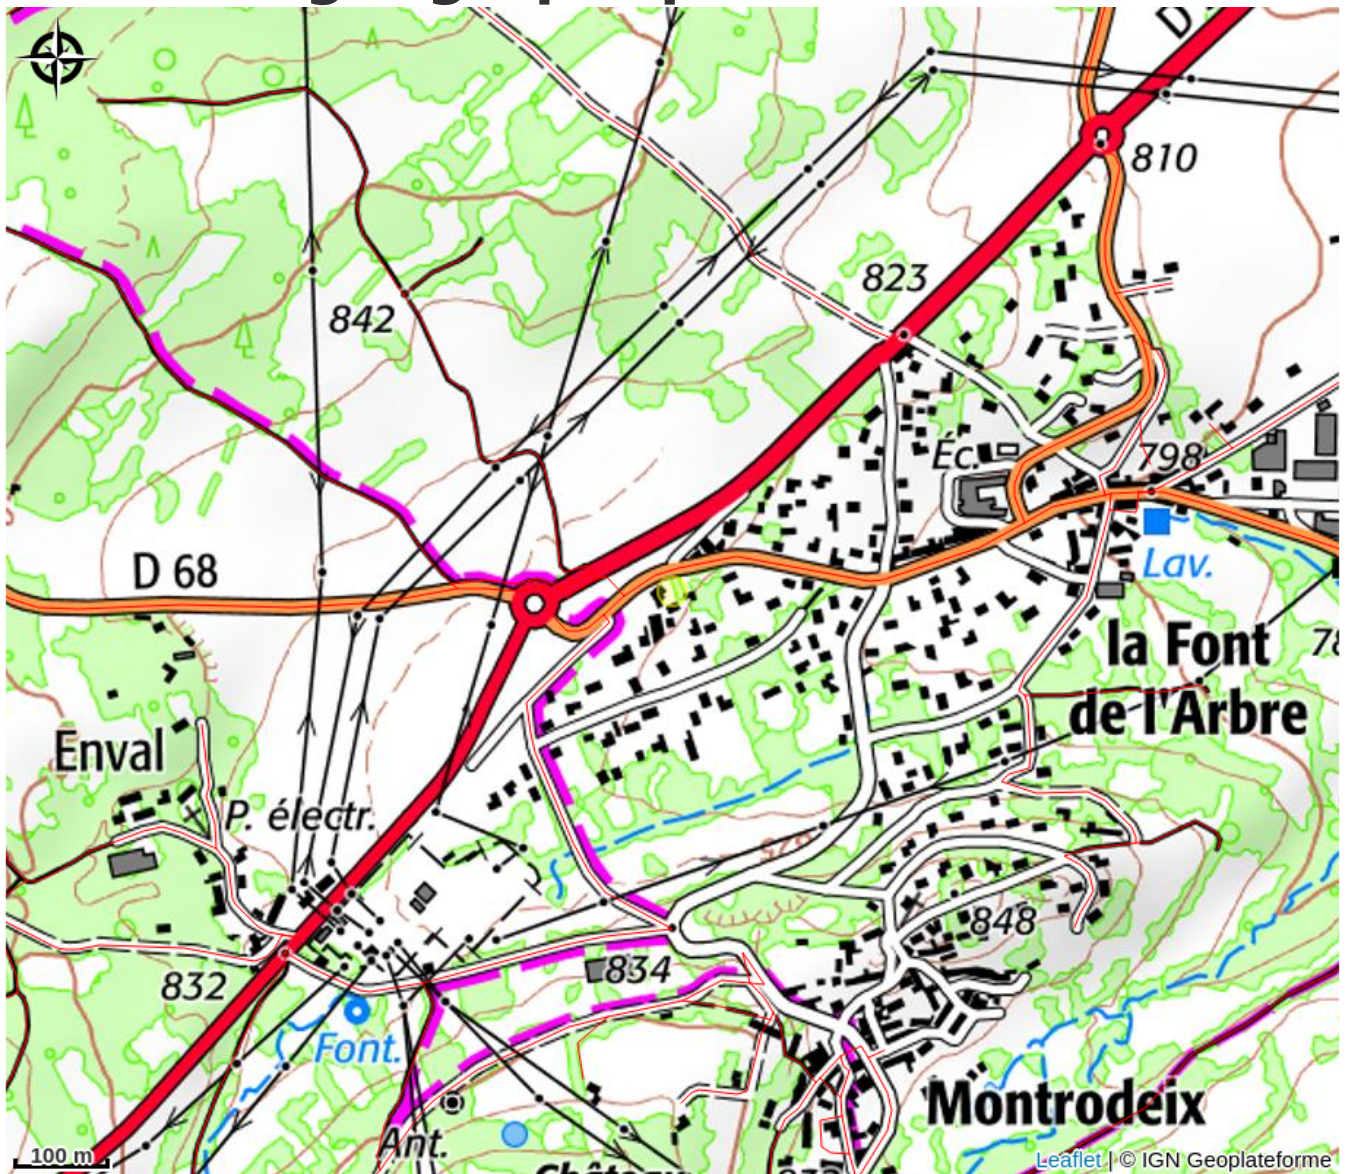 D
810
823
842
Éc.
798
D 68
Lav.
la Font
de l'Arbre
78
Enval
P. électr.
848
834
832
Font.
Montrodeix
Ant.
100 m
Leaflet | © IGN Geoplateforme